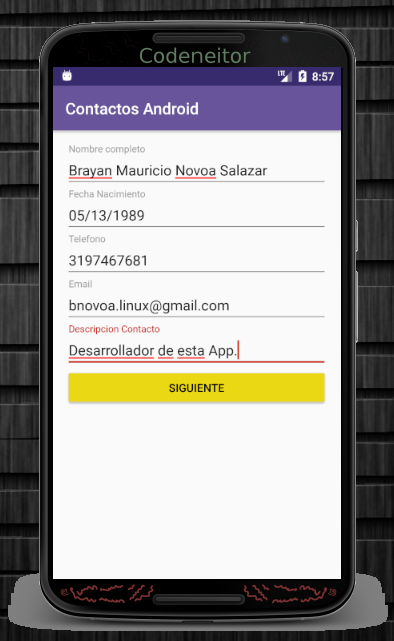 Codeneitor
LTE 8:57
Contactos Android
Nombre completo
Brayan Mauricio Novoa Salazar
Fecha Nacimiento
05/13/1989
Telefono
3197467681
Email
bnovoa.linux@gmail.com
Descripcion Contacto
Desarrollador de esta App.
SIGUIENTE